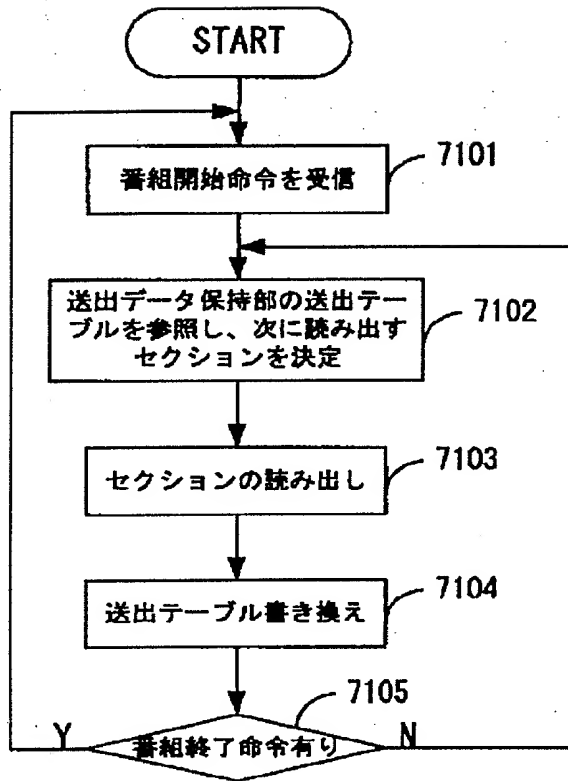 START
番組開始命令を受信
7101
送出データ保持部の送出テー
ブルを参照し、次に読み出す
セクションを決定
7102
セクションの読み出し
7103
送出テーブル書き換え
7104
7105
Y
番組終了命令有り
N